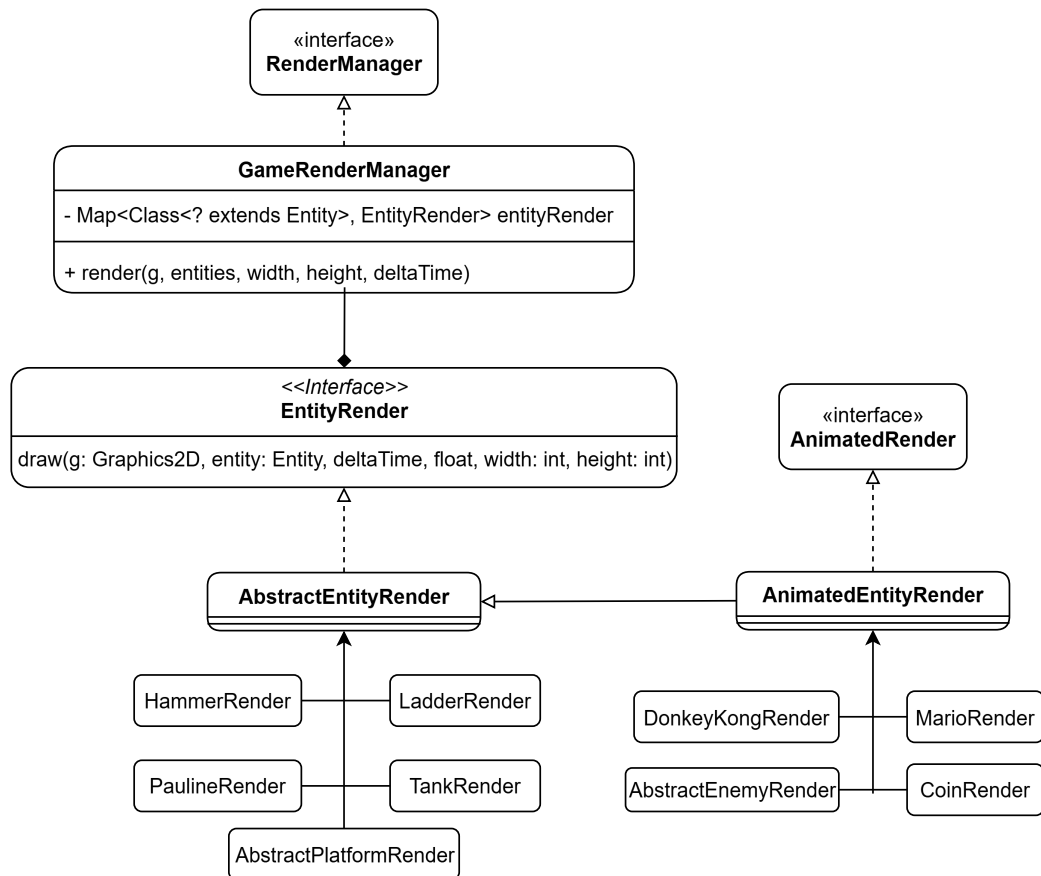 «interface»
RenderManager
GameRenderManager
- Map<Class<? extends Entity>, EntityRender> entityRender
+ render(g, entities, width, height, deltaTime)
<<Interface>>
EntityRender
draw(g: Graphics2D, entity: Entity, deltaTime, float, width: int, height: int)
«interface»
AnimatedRender
AbstractEntityRender
AnimatedEntityRender
HammerRender
LadderRender
PaulineRender
TankRender
AbstractPlatformRender
DonkeyKongRender
MarioRender
AbstractEnemyRender
CoinRender